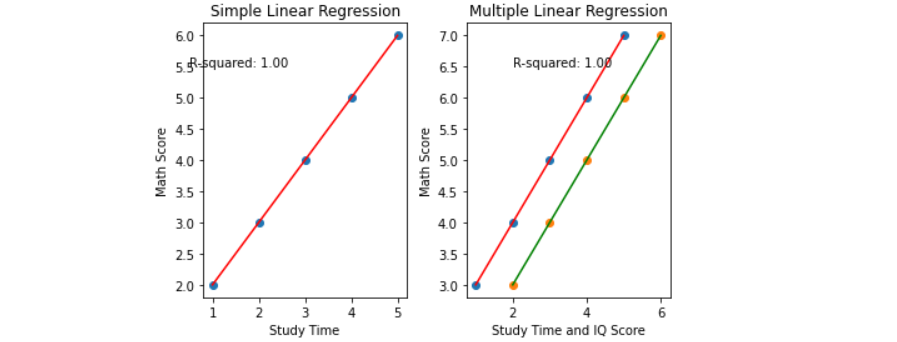 Simple Linear Regression
6.0
5.5
5.0
4.5
4.0
3.5
3.0
2.5
2.0
R-squared: 1.00
Math Score
1 2 3 4 5
Study Time
Multiple Linear Regression
7.0
6.5
6.0
5.5
5.0
4.5
4.0
3.5
3.0
R-squared: 1.00
Math Score
2 4 6
Study Time and IQ Score